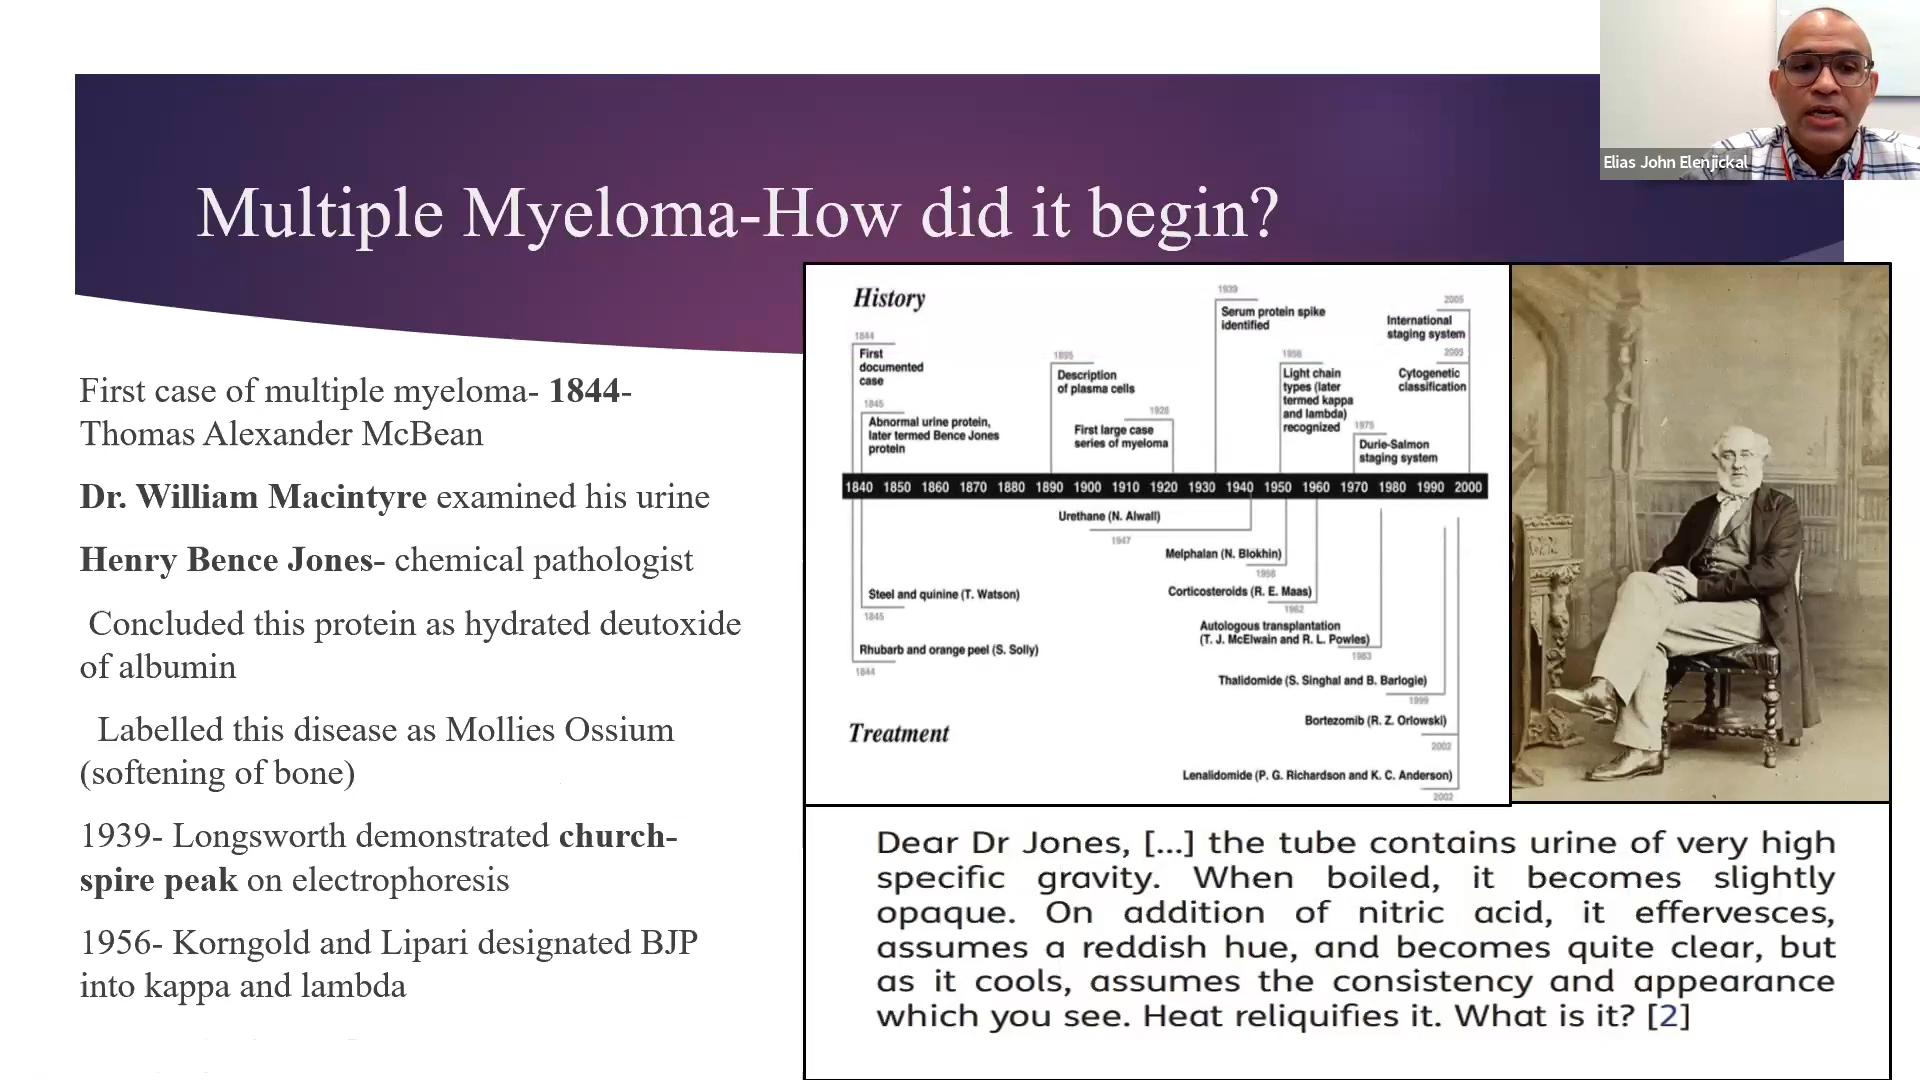 Elias John Elenjickal
Multiple Myeloma-How did it begin?
First case of multiple myeloma- 1844-
Thomas Alexander McBean
Dr. William Macintyre examined his urine
Henry Bence Jones- chemical pathologist
Concluded this protein as hydrated deutoxide
of albumin
Labelled this disease as Mollies Ossium
(softening of bone)
1939- Longsworth demonstrated church-
spire peak on electrophoresis
1956- Korngold and Lipari designated BJP
into kappa and lambda
History
1844
First
documented
case
1845
Abnormal urine protein,
later termed Bence Jones
protein
1895
Description
of plasma cells
1928
First large case
series of myeloma
1939
Serum protein spike
identified
1956
Light chain
types (later
termed kappa
and lambda)
recognized
1975
Durie-Salmon
staging system
2005
International
staging system
2005
Cytogenetic
classification
1840 1850 1860 1870 1880 1890 1900 1910 1920 1930 1940 1950 1960 1970 1980 1990 2000
Urethane (N. Alwall)
1947
Melphalan (N. Blokhin)
1958
Corticosteroids (R. E. Maas)
1962
Autologous transplantation
(T. J. McElwain and R. L. Powles)
1983
Thalidomide (S. Singhal and B. Barlogie)
1999
Bortezomib (R. Z. Orlowski)
2002
Lenalidomide (P. G. Richardson and K. C. Anderson)
2002
Steel and quinine (T. Watson)
1845
Rhubarb and orange peel (S. Solly)
1844
Treatment
Dear Dr Jones, [...] the tube contains urine of very high
specific gravity. When boiled, it becomes slightly
opaque. On addition of nitric acid, it effervesces,
assumes a reddish hue, and becomes quite clear, but
as it cools, assumes the consistency and appearance
which you see. Heat reliquifies it. What is it? [2]